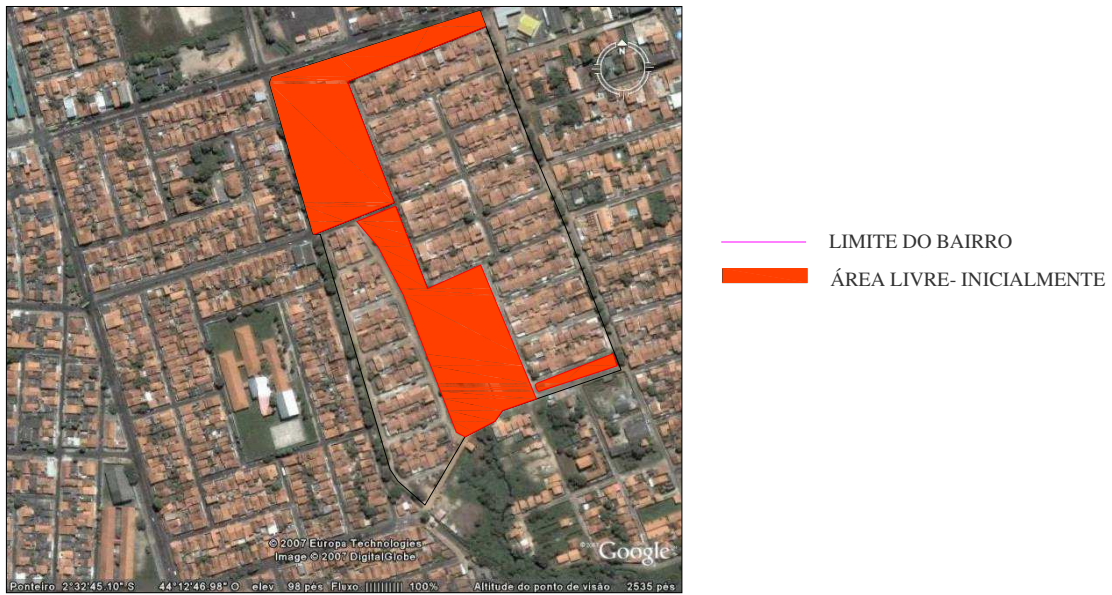 N
LIMITE DO BAIRRO
ÁREA LIVRE- INICIALMENTE
© 2007 Europa Technologies
Image © 2007 DigitalGlobe
Google
Ponteiro 2°32'45.10" S 44°12'46.98" O elev 98 pés Fluxo |||||||||| 100% Altitude do ponto de visão 2535 pés